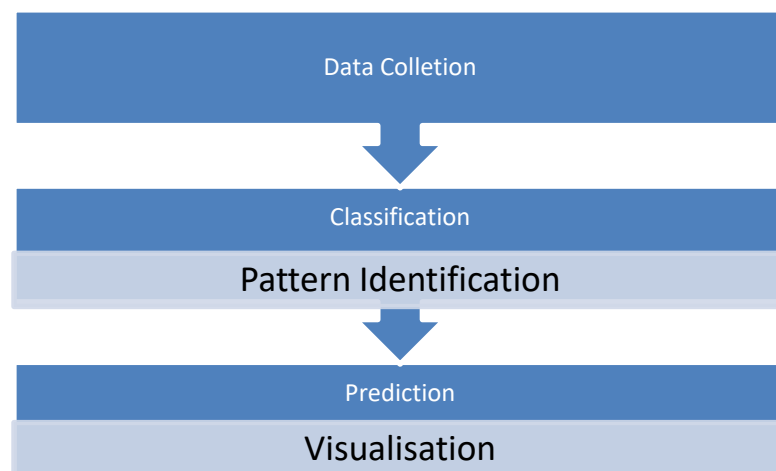 Data Colletion
Classification
Pattern Identification
Prediction
Visualisation